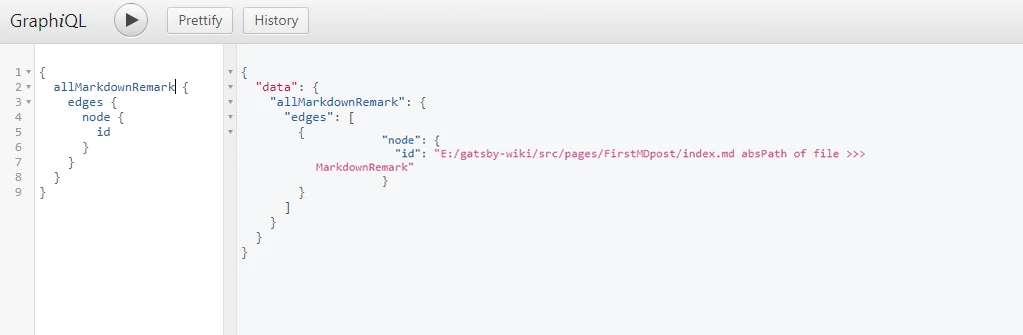 GraphiQL Prettify History
1 {
2 allMarkdownRemark {
3 edges {
4 node {
5 id
6 }
7 }
8 }
9 }
{
"data": {
"allMarkdownRemark": {
"edges": [
{
"node": {
"id": "E:/gatsby-wiki/src/pages/FirstMDpost/index.md absPath of file >>>
MarkdownRemark"
}
}
]
}
}
}